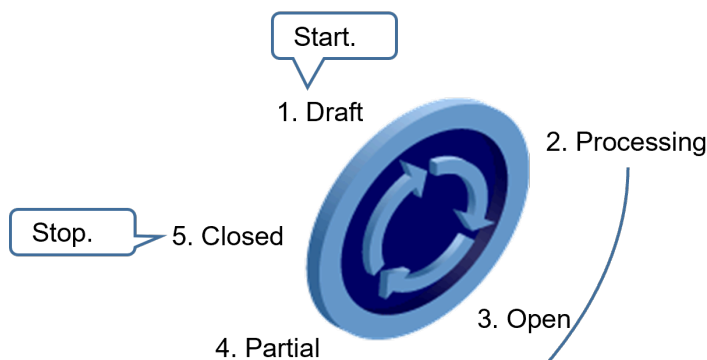 Start.
1. Draft
2. Processing
Stop.
5. Closed
3. Open
4. Partial